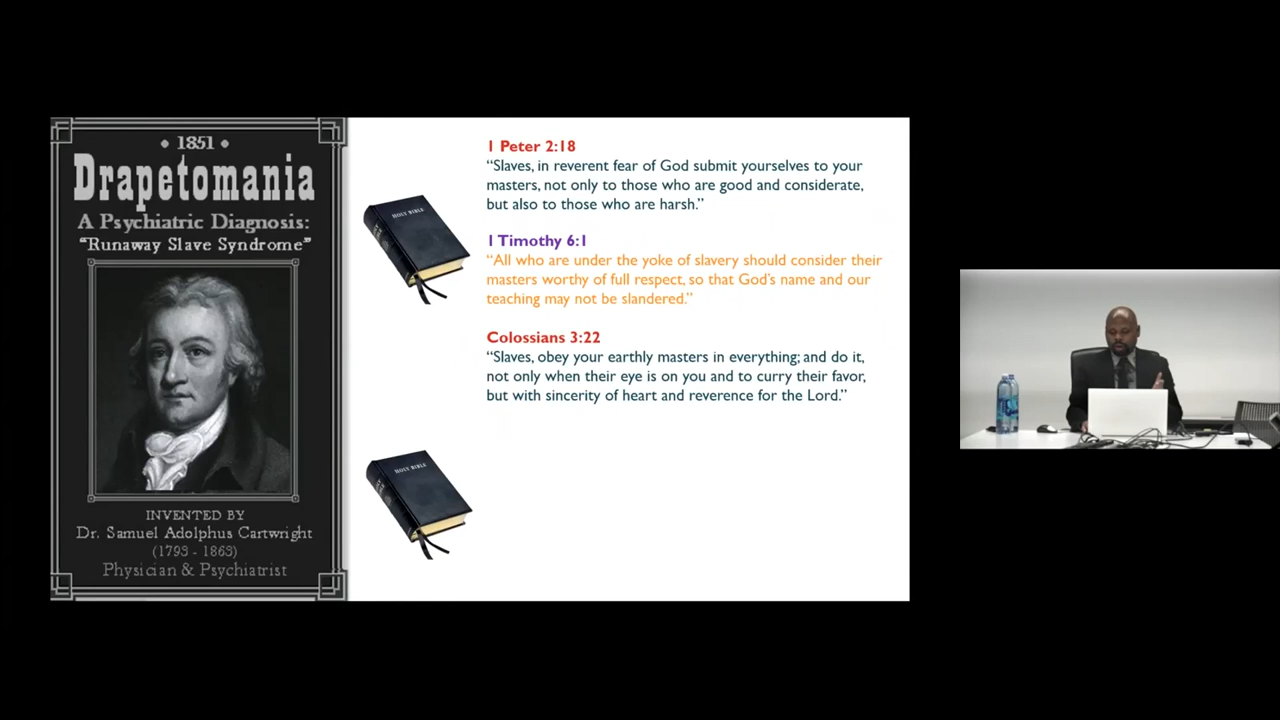 • 1851 •
Drapetomania
A Psychiatric Diagnosis:
“Runaway Slave Syndrome”
INVENTED BY
Dr. Samuel Adolphus Cartwright
(1793 - 1863)
Physician & Psychiatrist
HOLY BIBLE
1 Peter 2:18
“Slaves, in reverent fear of God submit yourselves to your
masters, not only to those who are good and considerate,
but also to those who are harsh.”
1 Timothy 6:1
“All who are under the yoke of slavery should consider their
masters worthy of full respect, so that God’s name and our
teaching may not be slandered.”
Colossians 3:22
“Slaves, obey your earthly masters in everything; and do it,
not only when their eye is on you and to curry their favor,
but with sincerity of heart and reverence for the Lord.”
HOLY BIBLE